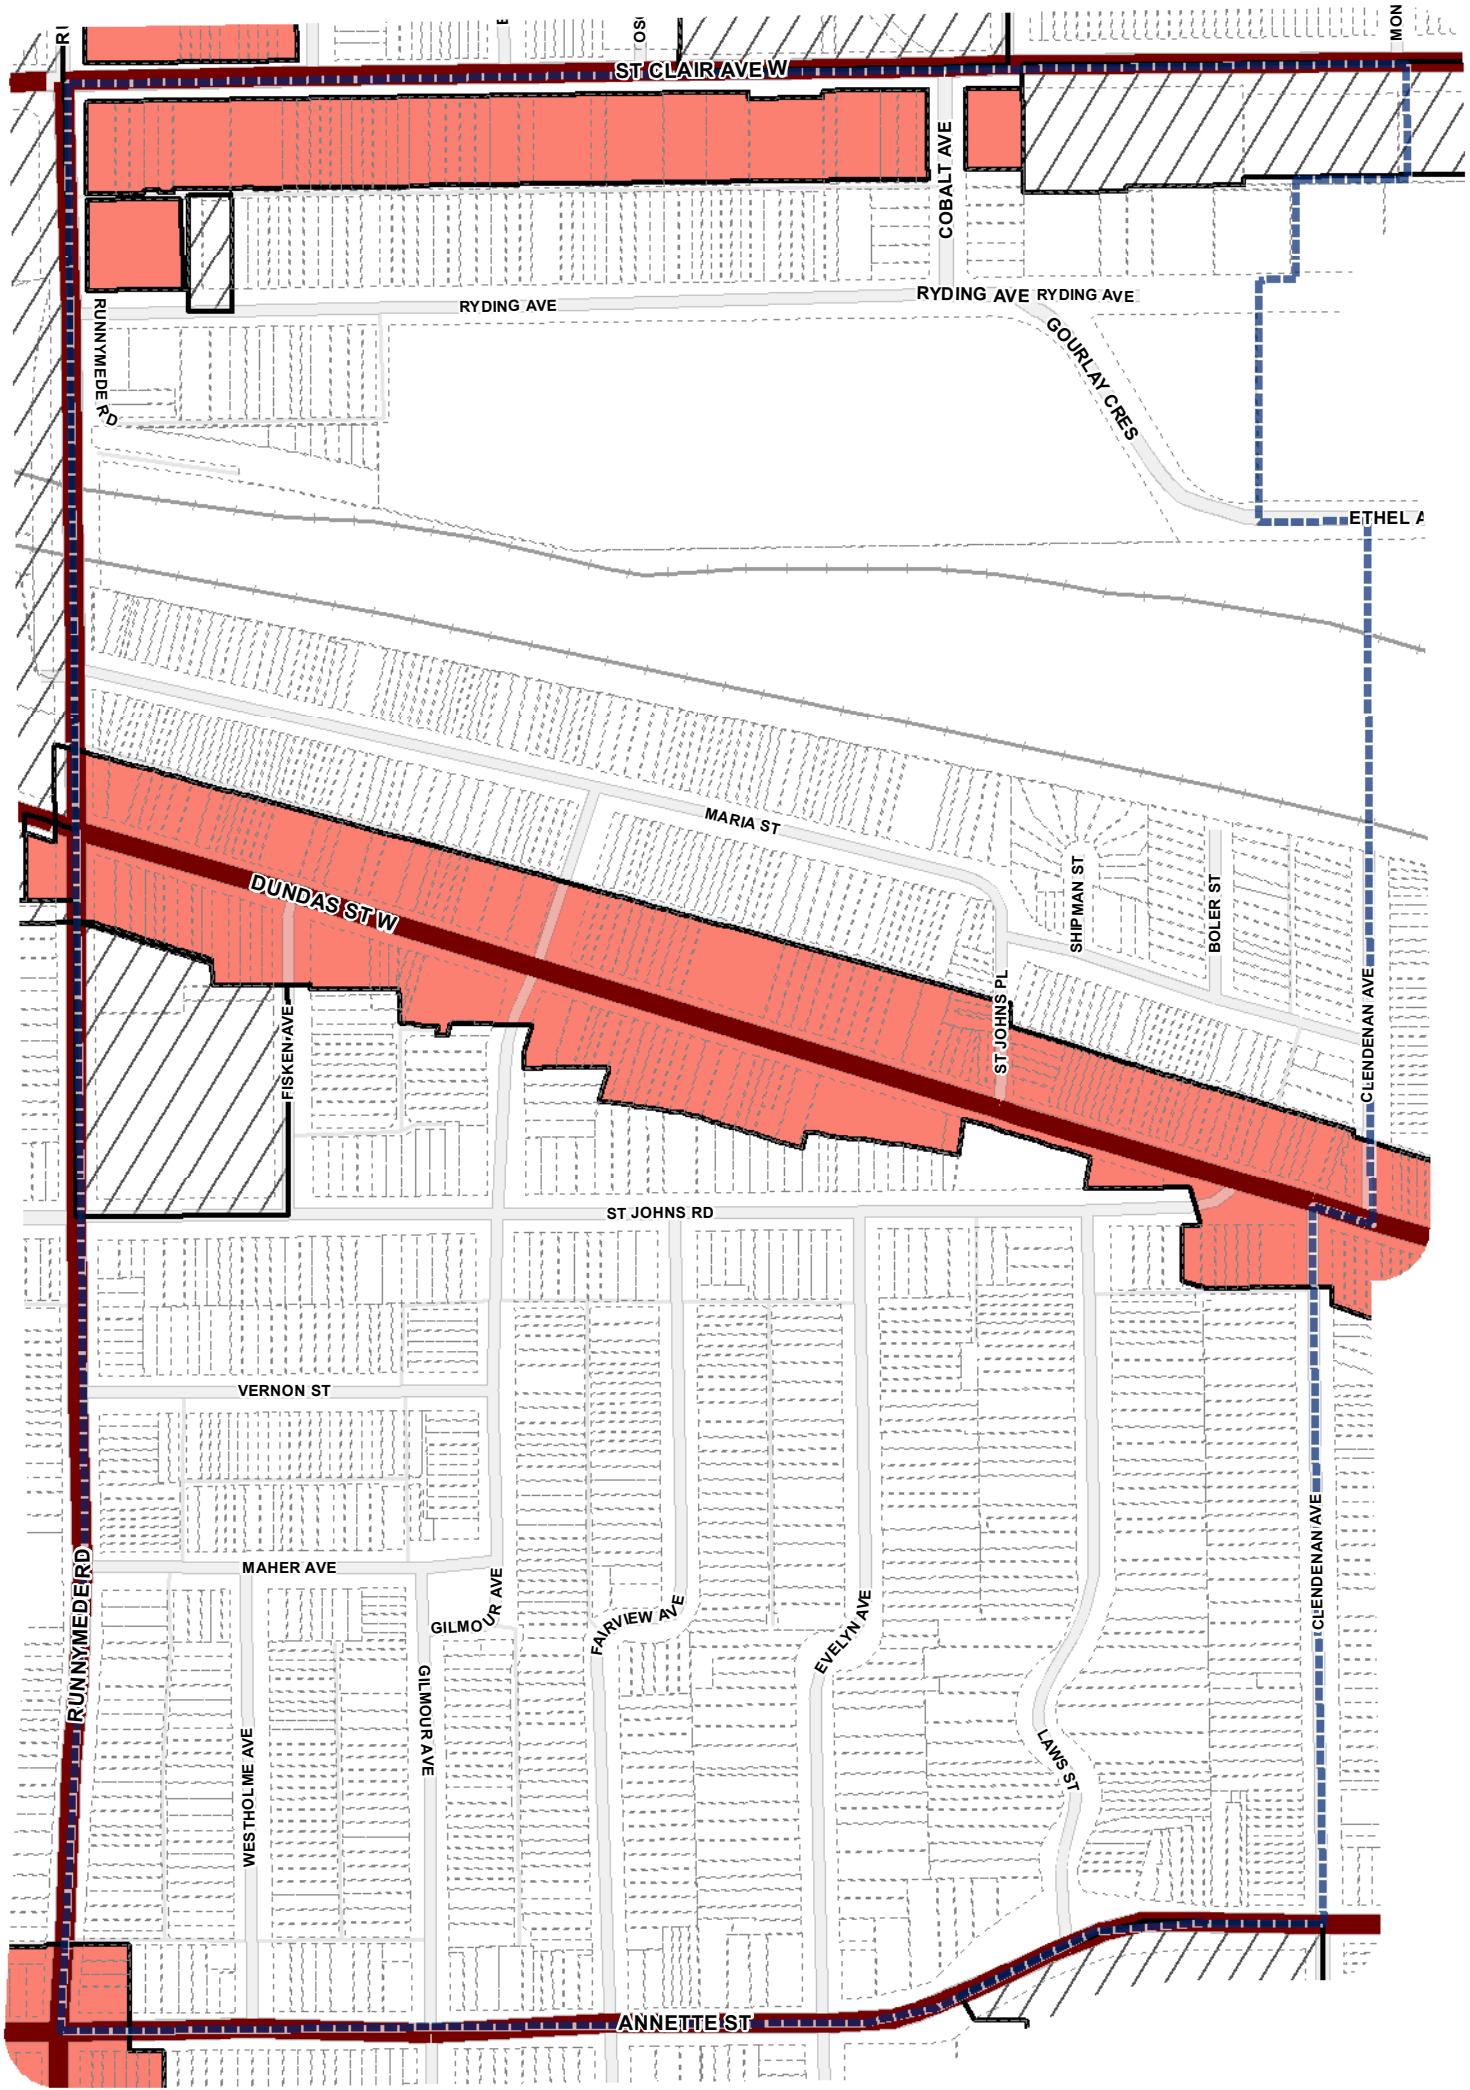 MON
ST CLAIR AVE W
COBALT AVE
RYDING AVE
RYDING AVE
RYDING AVE
RUNNYMEDE RD
GOURLAY CRES
ETHEL A
MARIA ST
SHIPMAN ST
BOLER ST
DUNDAS ST W
ST JOHNS PL
CLENDENAN AVE
FISKEN AVE
ST JOHNS RD
VERNON ST
MAHER AVE
RUNNYMEDE RD
GILMOUR AVE
FAIRVIEW AVE
EVELYN AVE
CLENDENAN AVE
GILMOUR AVE
WESTHOLME AVE
LAWS ST
ANNETTE ST